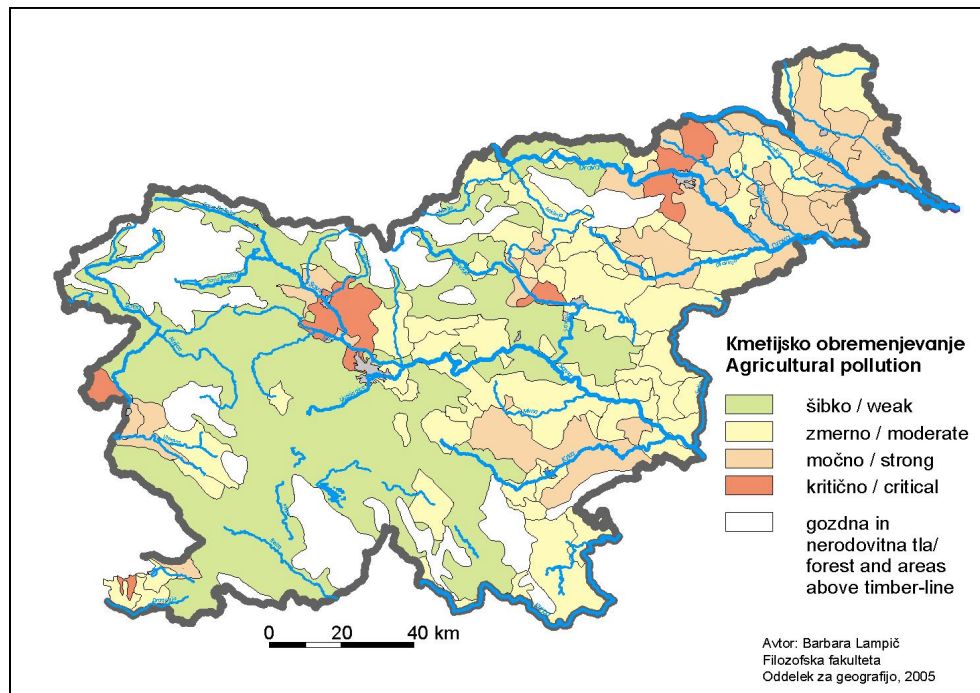 Kmetijsko obremenjevanje
Agricultural pollution
šibko / weak
zmerno / moderate
močno / strong
kritično / critical
gozdna in
nerodovitna tla/
forest and areas
above timber-line
0 20 40 km
Avtor: Barbara Lampič
Filozofska fakulteta
Oddelek za geografijo, 2005